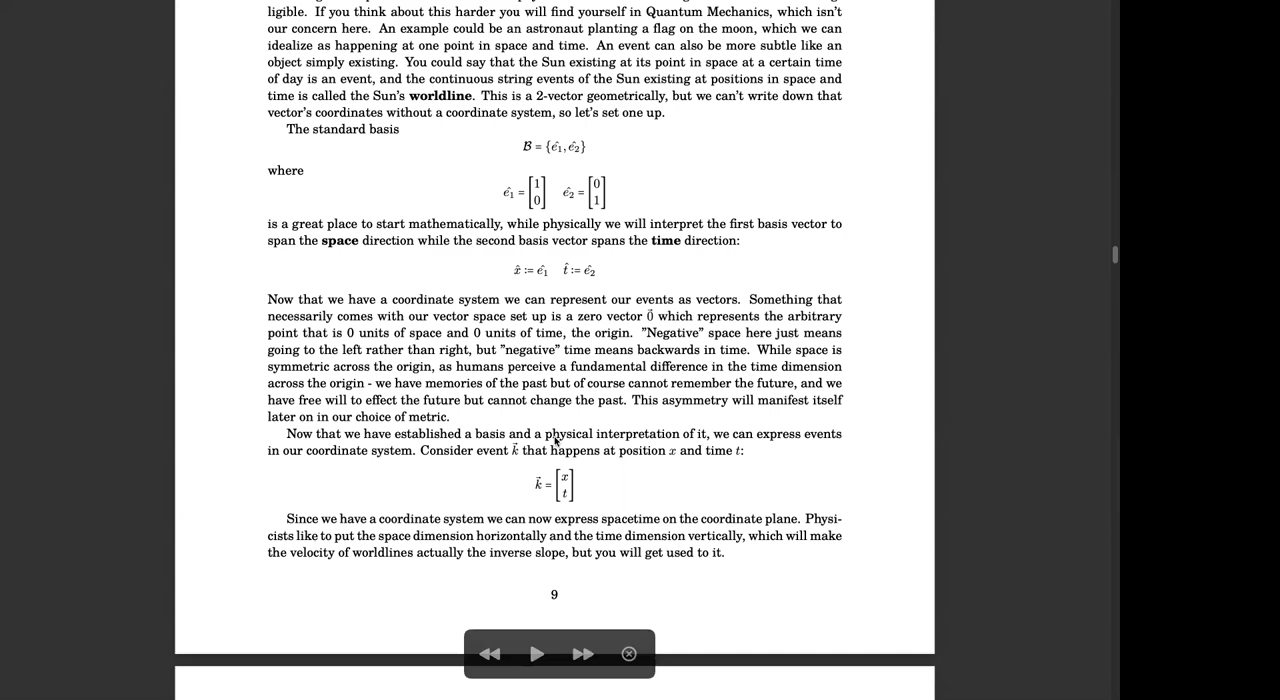 ligible. If you think about this harder you will find yourself in Quantum Mechanics, which isn't
our concern here. An example could be an astronaut planting a flag on the moon, which we can
idealize as happening at one point in space and time. An event can also be more subtle like an
object simply existing. You could say that the Sun existing at its point in space at a certain time
of day is an event, and the continuous string events of the Sun existing at positions in space and
time is called the Sun's worldline. This is a 2-vector geometrically, but we can't write down that
vector's coordinates without a coordinate system, so let's set one up.
The standard basis
ℬ = {ê₁, ê₂}
where
ê₁ = [1 0] ê₂ = [0 1]
is a great place to start mathematically, while physically we will interpret the first basis vector to
span the space direction while the second basis vector spans the time direction:
x̂ := ê₁ t̂ := ê₂
Now that we have a coordinate system we can represent our events as vectors. Something that
necessarily comes with our vector space set up is a zero vector 0⃗ which represents the arbitrary
point that is 0 units of space and 0 units of time, the origin. ”Negative” space here just means
going to the left rather than right, but ”negative” time means backwards in time. While space is
symmetric across the origin, as humans perceive a fundamental difference in the time dimension
across the origin - we have memories of the past but of course cannot remember the future, and we
have free will to effect the future but cannot change the past. This asymmetry will manifest itself
later on in our choice of metric.
Now that we have established a basis and a physical interpretation of it, we can express events
in our coordinate system. Consider event k⃗ that happens at position x and time t:
k⃗ = [x t]
Since we have a coordinate system we can now express spacetime on the coordinate plane. Physi-
cists like to put the space dimension horizontally and the time dimension vertically, which will make
the velocity of worldlines actually the inverse slope, but you will get used to it.
9